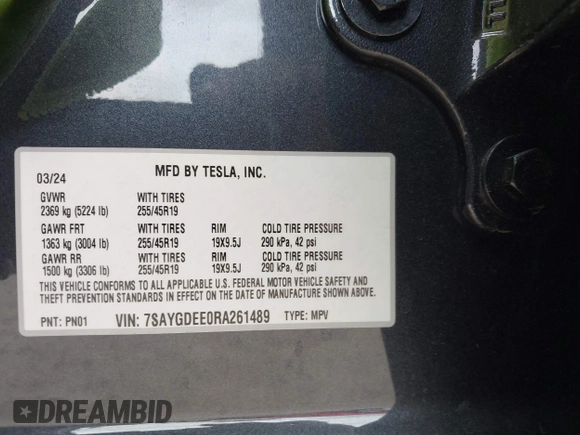 03/24 MFD BY TESLA, INC.
GVWR WITH TIRES
2369 kg (5224 lb) 255/45R19
GAWR FRT WITH TIRES RIM COLD TIRE PRESSURE
1363 kg (3004 lb) 255/45R19 19X9.5J 290 kPa, 42 psi
GAWR RR WITH TIRES RIM COLD TIRE PRESSURE
1500 kg (3306 lb) 255/45R19 19X9.5J 290 kPa, 42 psi
THIS VEHICLE CONFORMS TO ALL APPLICABLE U.S. FEDERAL MOTOR VEHICLE SAFETY AND
THEFT PREVENTION STANDARDS IN EFFECT ON THE DATE OF MANUFACTURE SHOWN ABOVE.
PNT: PN01 VIN: 7SAYGDEE0RA261489 TYPE: MPV
DREAMBID